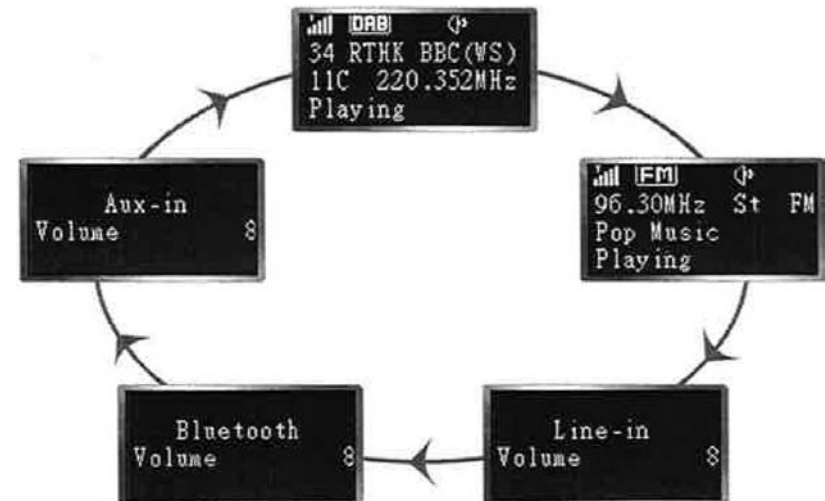 DAB
34 RTHK BBC(WS)
11C 220.352MHz
Playing
FM
96.30MHz St FM
Pop Music
Playing
Line-in
Volume 8
Bluetooth
Volume 8
Aux-in
Volume 8